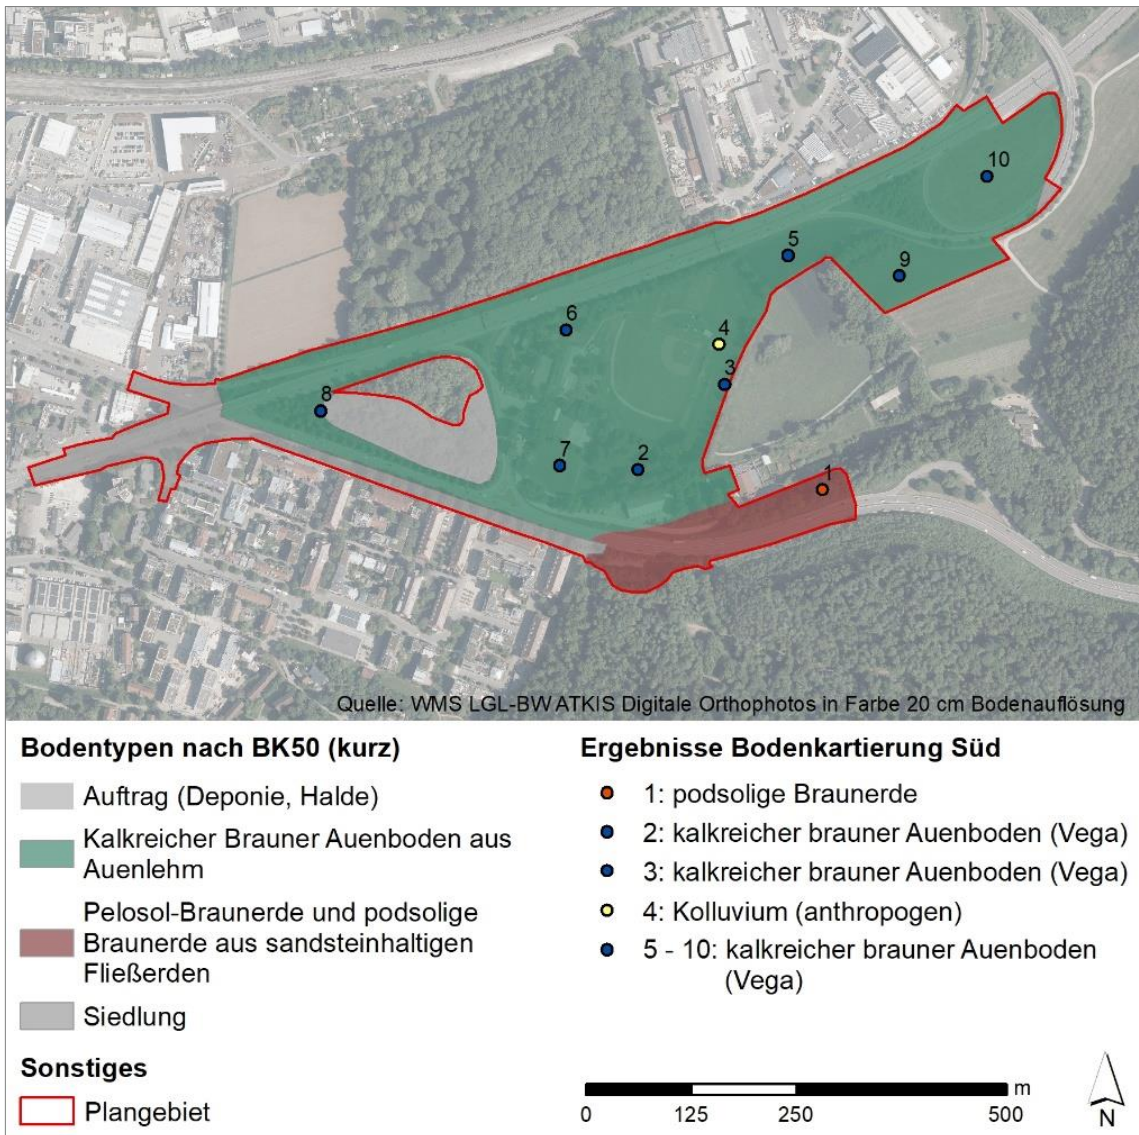 10
5
9
6
4
3
8
7
2
1
Quelle: WMS LGL-BW ATKIS Digitale Orthophotos in Farbe 20 cm Bodenauflösung
Bodentypen nach BK50 (kurz)
Auftrag (Deponie, Halde)
Kalkreicher Brauner Auenboden aus
Auenlehm
Pelosol-Braunerde und podsolige
Braunerde aus sandsteinhaltigen
Fließerden
Siedlung
Sonstiges
Plangebiet
Ergebnisse Bodenkartierung Süd
1: podsolige Braunerde
2: kalkreicher brauner Auenboden (Vega)
3: kalkreicher brauner Auenboden (Vega)
4: Kolluvium (anthropogen)
5 - 10: kalkreicher brauner Auenboden
(Vega)
m
0 125 250 500
N